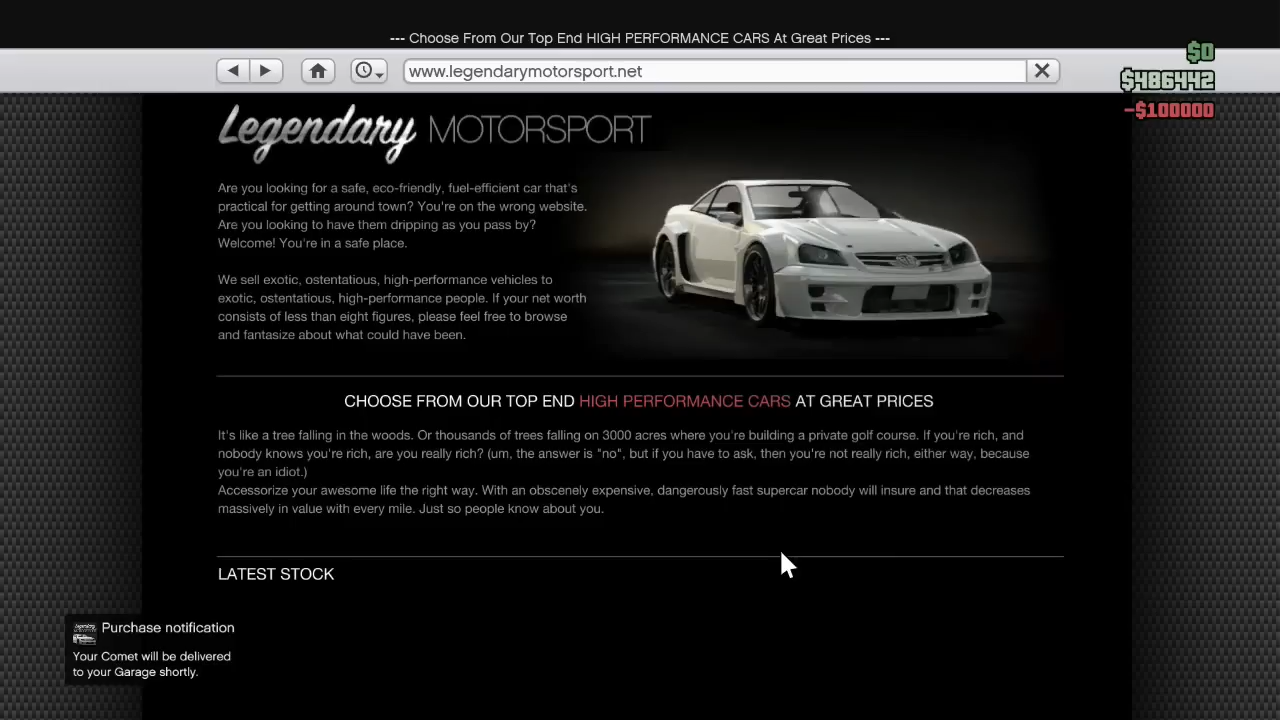 --- Choose From Our Top End HIGH PERFORMANCE CARS At Great Prices ---
$0
www.legendarymotorsport.net
$486442
-$100000
Legendary MOTORSPORT
Are you looking for a safe, eco-friendly, fuel-efficient car that's
practical for getting around town? You're on the wrong website.
Are you looking to have them dripping as you pass by?
Welcome! You're in a safe place.
We sell exotic, ostentatious, high-performance vehicles to
exotic, ostentatious, high-performance people. If your net worth
consists of less than eight figures, please feel free to browse
and fantasize about what could have been.
CHOOSE FROM OUR TOP END HIGH PERFORMANCE CARS AT GREAT PRICES
It's like a tree falling in the woods. Or thousands of trees falling on 3000 acres where you're building a private golf course. If you're rich, and
nobody knows you're rich, are you really rich? (um, the answer is "no", but if you have to ask, then you're not really rich, either way, because
you're an idiot.)
Accessorize your awesome life the right way. With an obscenely expensive, dangerously fast supercar nobody will insure and that decreases
massively in value with every mile. Just so people know about you.
LATEST STOCK
Purchase notification
Your Comet will be delivered
to your Garage shortly.